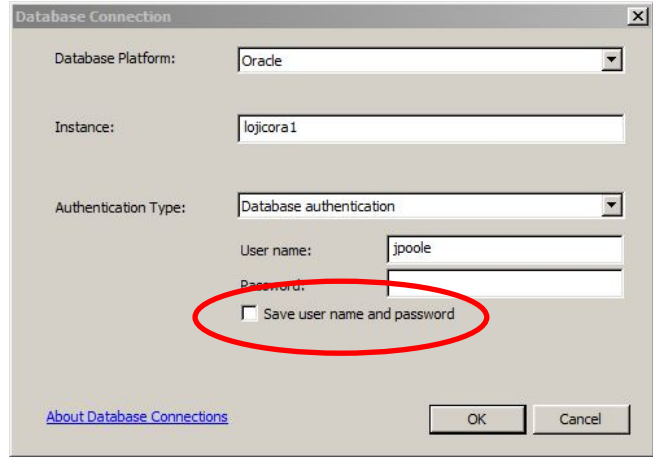 Database Connection
Database Platform: Oracle
Instance: lojicora1
Authentication Type: Database authentication
User name: jpoole
Password:
Save user name and password
About Database Connections OK Cancel